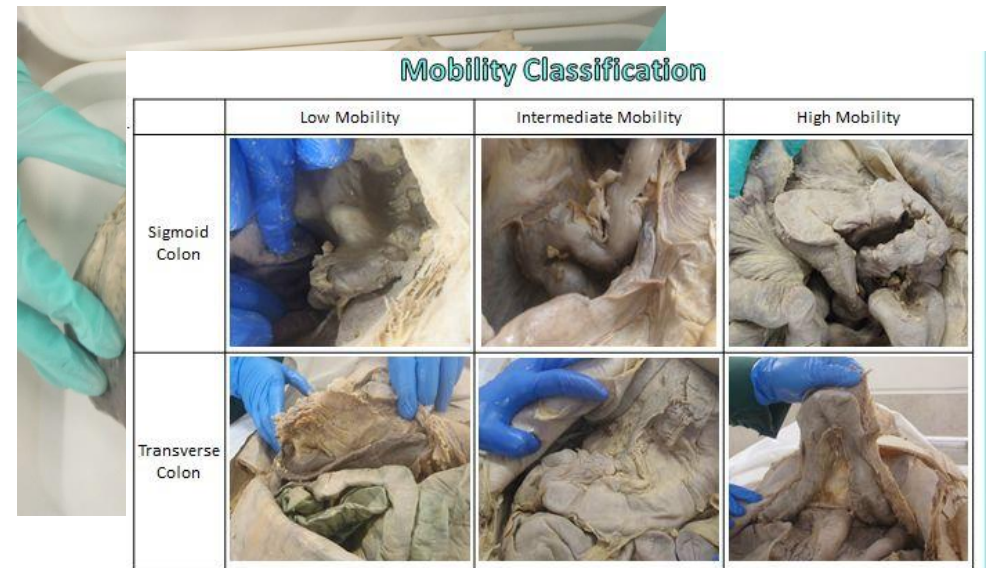 Mobility Classification
Low Mobility
Intermediate Mobility
High Mobility
Sigmoid
Colon
Transverse
Colon